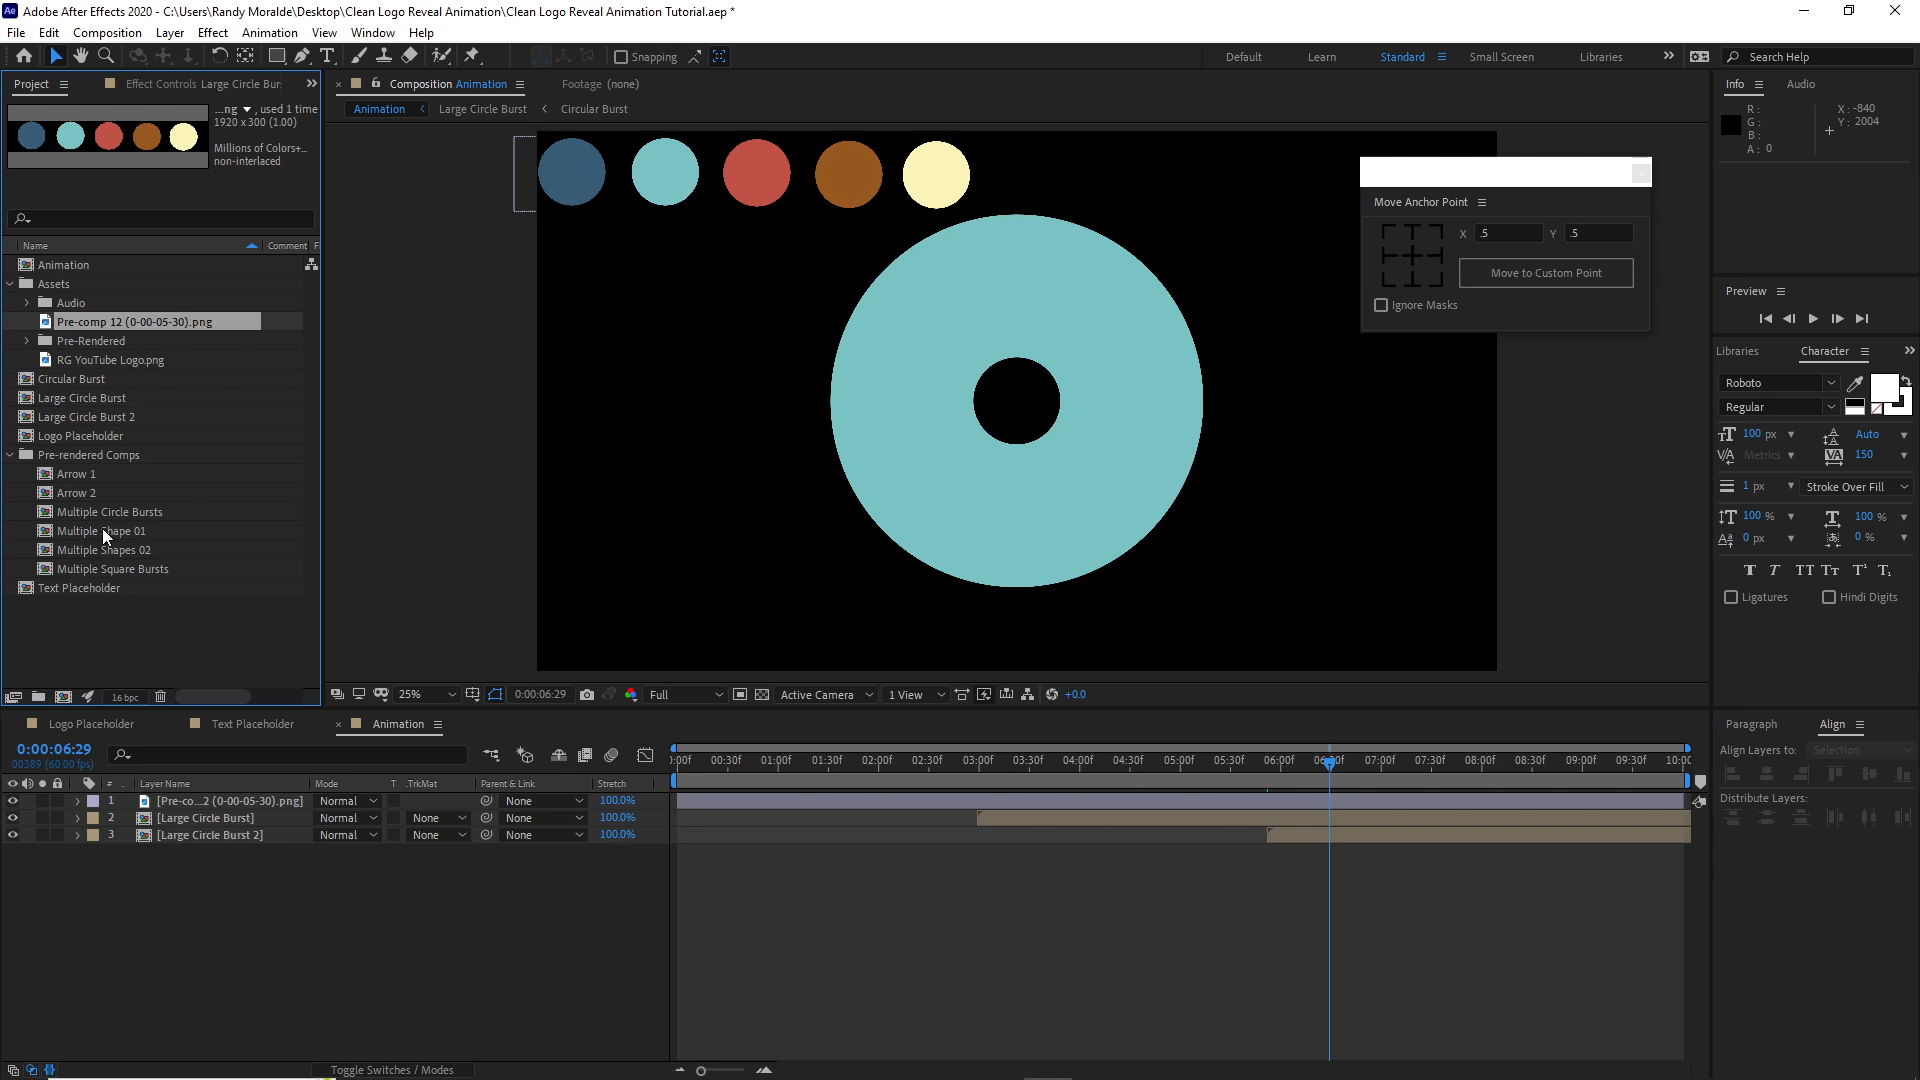 Adobe After Effects 2020 - C:\Users\Randy Moralde\Desktop\Clean Logo Reveal Animation\Clean Logo Reveal Animation Tutorial.aep *
File Edit Composition Layer Effect Animation View Window Help
Snapping Default Learn Standard Small Screen Libraries Search Help
Project Effect Controls Large Circle Bur
Composition Animation Footage (none)
Info Audio
Animation Large Circle Burst Circular Burst
...ng ▼ , used 1 time
1920 x 300 (1.00)
Millions of Colors+...
non-interlaced
R:
G:
B:
A: 0
X: -840
Y: 2004
Move Anchor Point
X .5 Y .5
Move to Custom Point
Ignore Masks
Name Comment F
Animation
Assets
Audio
Pre-comp 12 (0-00-05-30).png
Pre-Rendered
RG YouTube Logo.png
Circular Burst
Large Circle Burst
Large Circle Burst 2
Logo Placeholder
Pre-rendered Comps
Arrow 1
Arrow 2
Multiple Circle Bursts
Multiple Shape 01
Multiple Shapes 02
Multiple Square Bursts
Text Placeholder
16 bpc
Preview
Libraries Character
Roboto
Regular
100 px Auto
Metrics 150
1 px Stroke Over Fill
100 % 100 %
0 px 0 %
T T TT Tr T¹ T₁
Ligatures Hindi Digits
25% 0:00:06:29 Full Active Camera 1 View +0.0
Logo Placeholder Text Placeholder Animation
0:00:06:29
00389 (60.00 fps)
):00f 00:30f 01:00f 01:30f 02:00f 02:30f 03:00f 03:30f 04:00f 04:30f 05:00f 05:30f 06:00f 07:00f 07:30f 08:00f 08:30f 09:00f 09:30f 10:00
# Layer Name Mode T .TrkMat Parent & Link Stretch
1 [Pre-co...2 (0-00-05-30).png] Normal None 100.0%
2 [Large Circle Burst] Normal None None 100.0%
3 [Large Circle Burst 2] Normal None None 100.0%
Toggle Switches / Modes
Paragraph Align
Align Layers to: Selection
Distribute Layers: